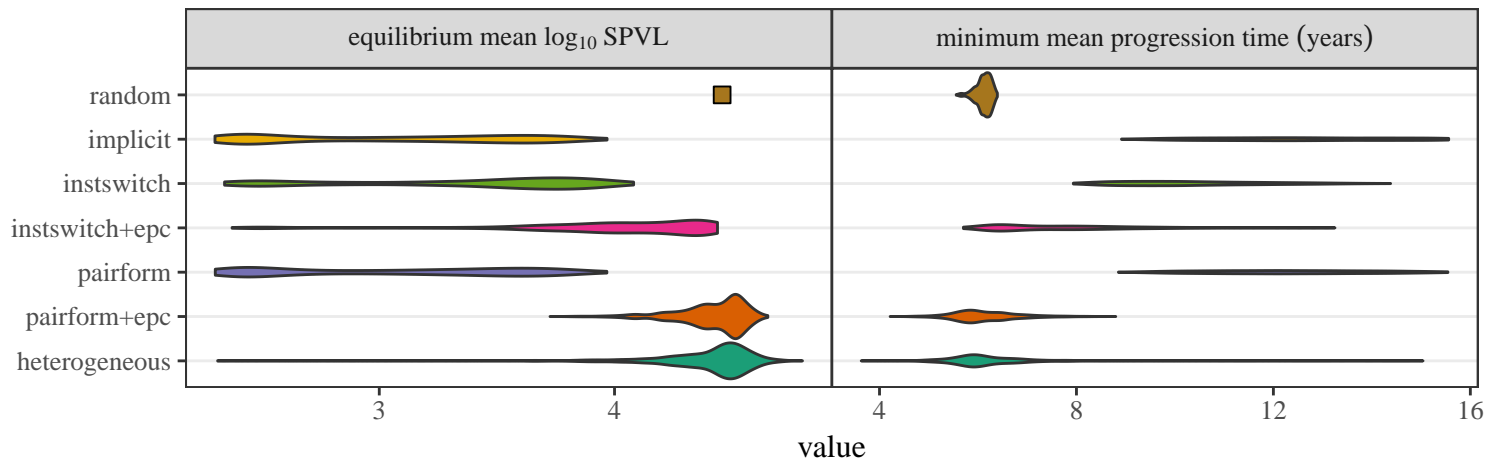 equilibrium mean log₁₀ SPVL
minimum mean progression time (years)
random
implicit
instswitch
instswitch+epc
pairform
pairform+epc
heterogeneous
3 4 4 8 12 16
value